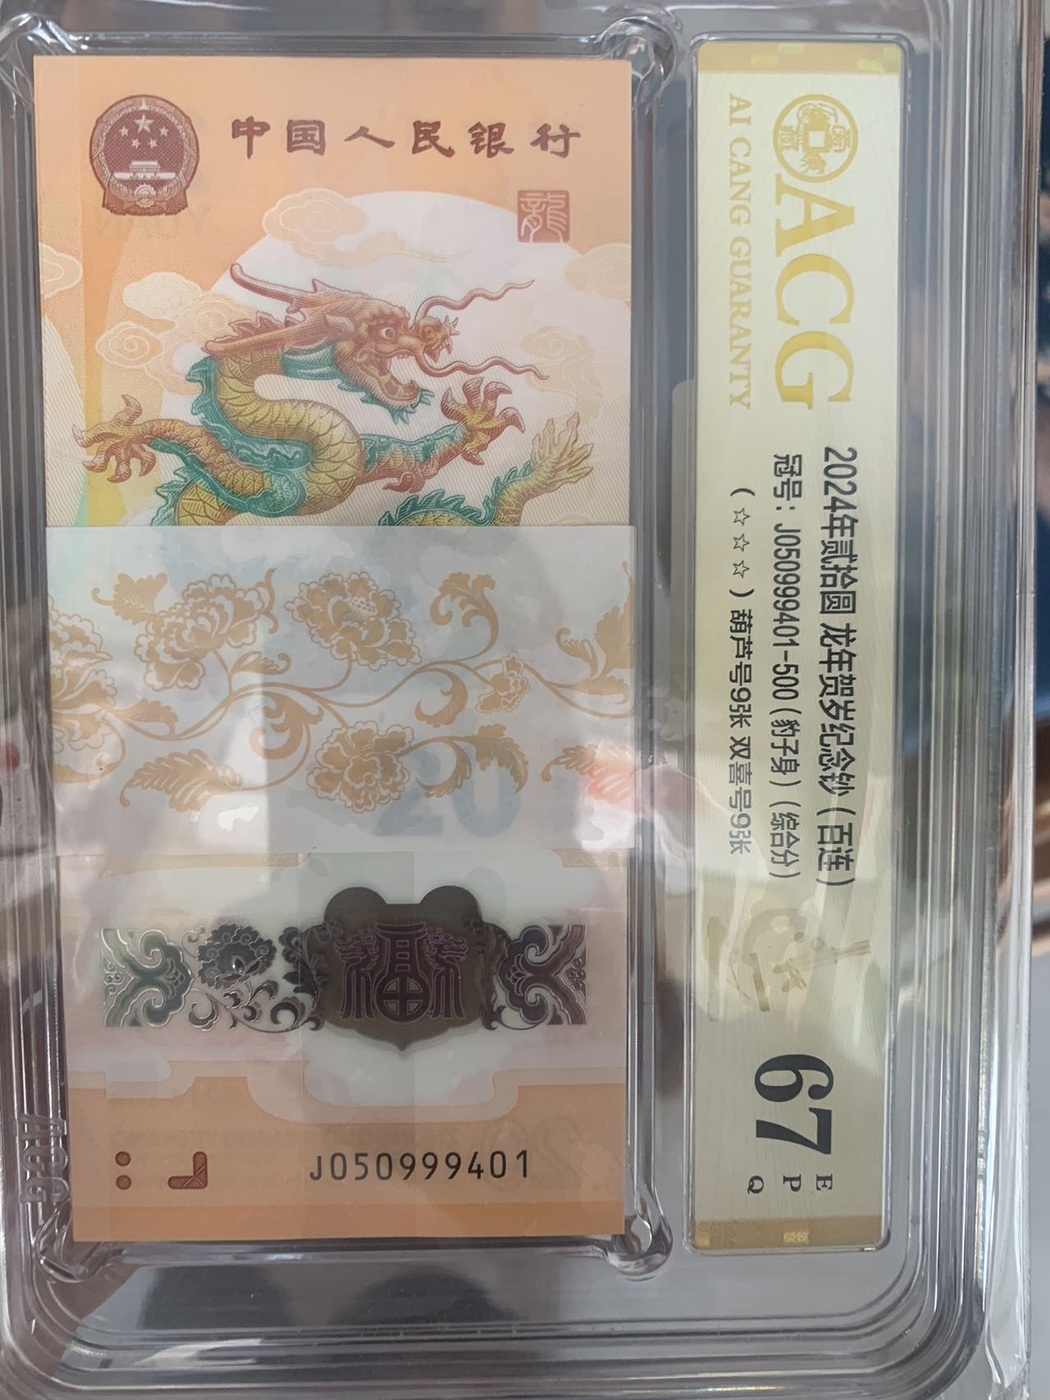 中国人民银行
龍
福
J050999401
ACG
AI CANG GUARANTY
2024年贰拾圆 龙年贺岁纪念钞（百连）
冠号：J050999401-500(豹子身)（综合分）
（☆☆☆）葫芦号9张 双喜号9张
67
E
P
Q